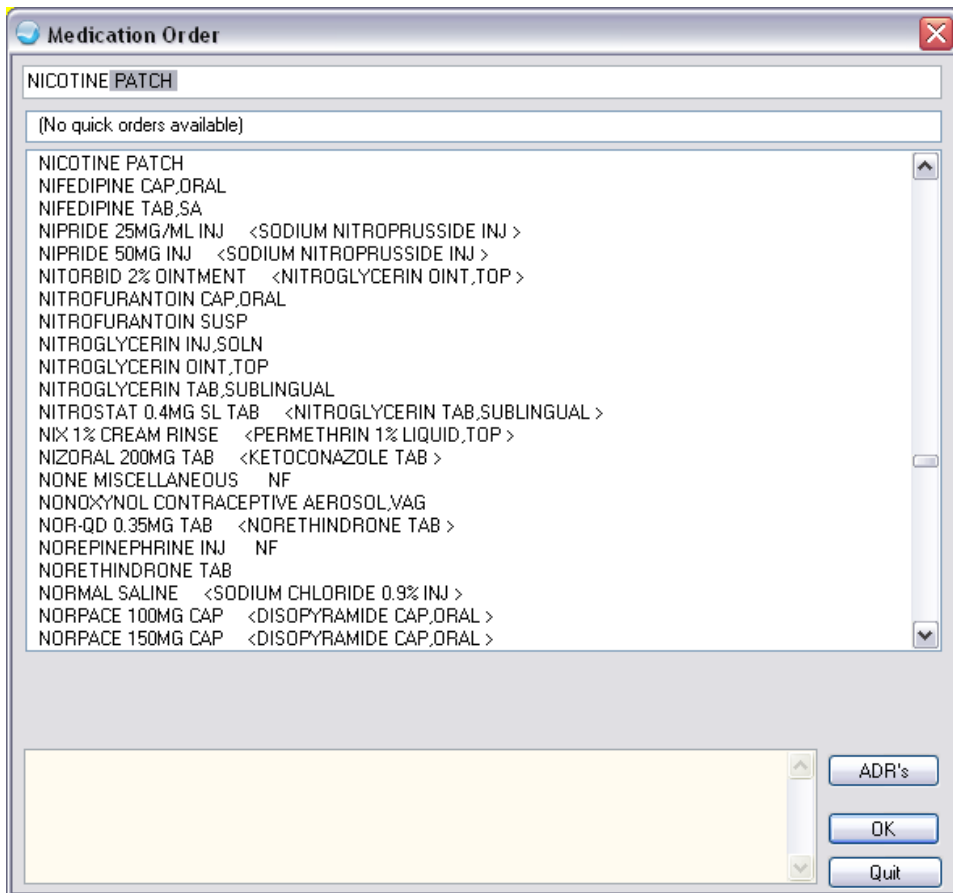 Medication Order
NICOTINE PATCH
(No quick orders available)
NICOTINE PATCH
NIFEDIPINE CAP,ORAL
NIFEDIPINE TAB,SA
NIPRIDE 25MG/ML INJ <SODIUM NITROPRUSSIDE INJ >
NIPRIDE 50MG INJ <SODIUM NITROPRUSSIDE INJ >
NITORBID 2% OINTMENT <NITROGLYCERIN OINT,TOP >
NITROFURANTOIN CAP,ORAL
NITROFURANTOIN SUSP
NITROGLYCERIN INJ,SOLN
NITROGLYCERIN OINT,TOP
NITROGLYCERIN TAB,SUBLINGUAL
NITROSTAT 0.4MG SL TAB <NITROGLYCERIN TAB,SUBLINGUAL >
NIX 1% CREAM RINSE <PERMETHRIN 1% LIQUID,TOP >
NIZORAL 200MG TAB <KETOCONAZOLE TAB >
NONE MISCELLANEOUS NF
NONOXYNOL CONTRACEPTIVE AEROSOL,VAG
NOR-QD 0.35MG TAB <NORETHINDRONE TAB >
NOREPINEPHRINE INJ NF
NORETHINDRONE TAB
NORMAL SALINE <SODIUM CHLORIDE 0.9% INJ >
NORPACE 100MG CAP <DISOPYRAMIDE CAP,ORAL >
NORPACE 150MG CAP <DISOPYRAMIDE CAP,ORAL >
ADR's
OK
Quit